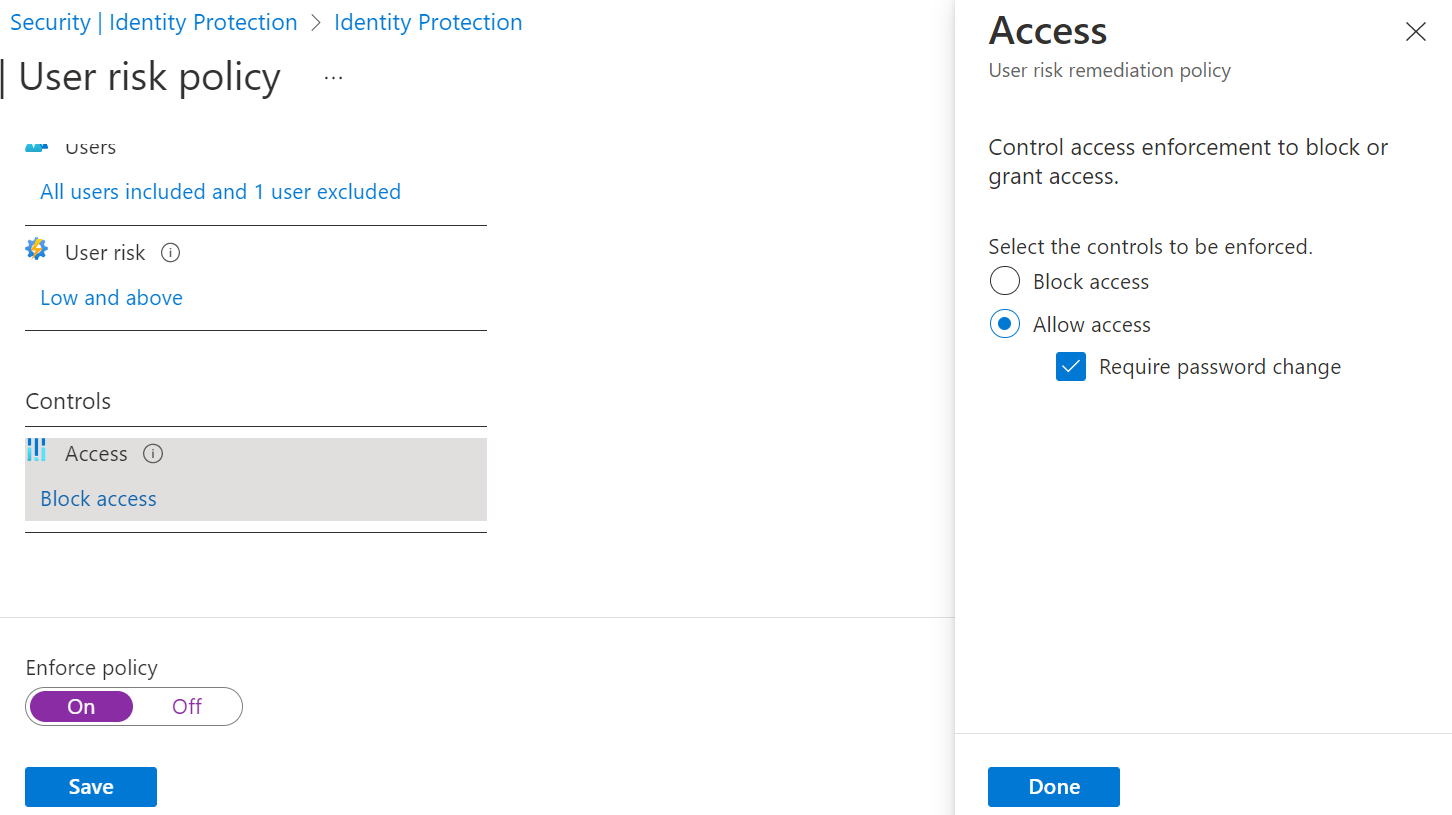 Security | Identity Protection > Identity Protection
| User risk policy ...
Users
All users included and 1 user excluded
User risk
Low and above
Controls
Access
Block access
Enforce policy
On Off
Save
Access
User risk remediation policy
Control access enforcement to block or
grant access.
Select the controls to be enforced.
Block access
Allow access
Require password change
Done